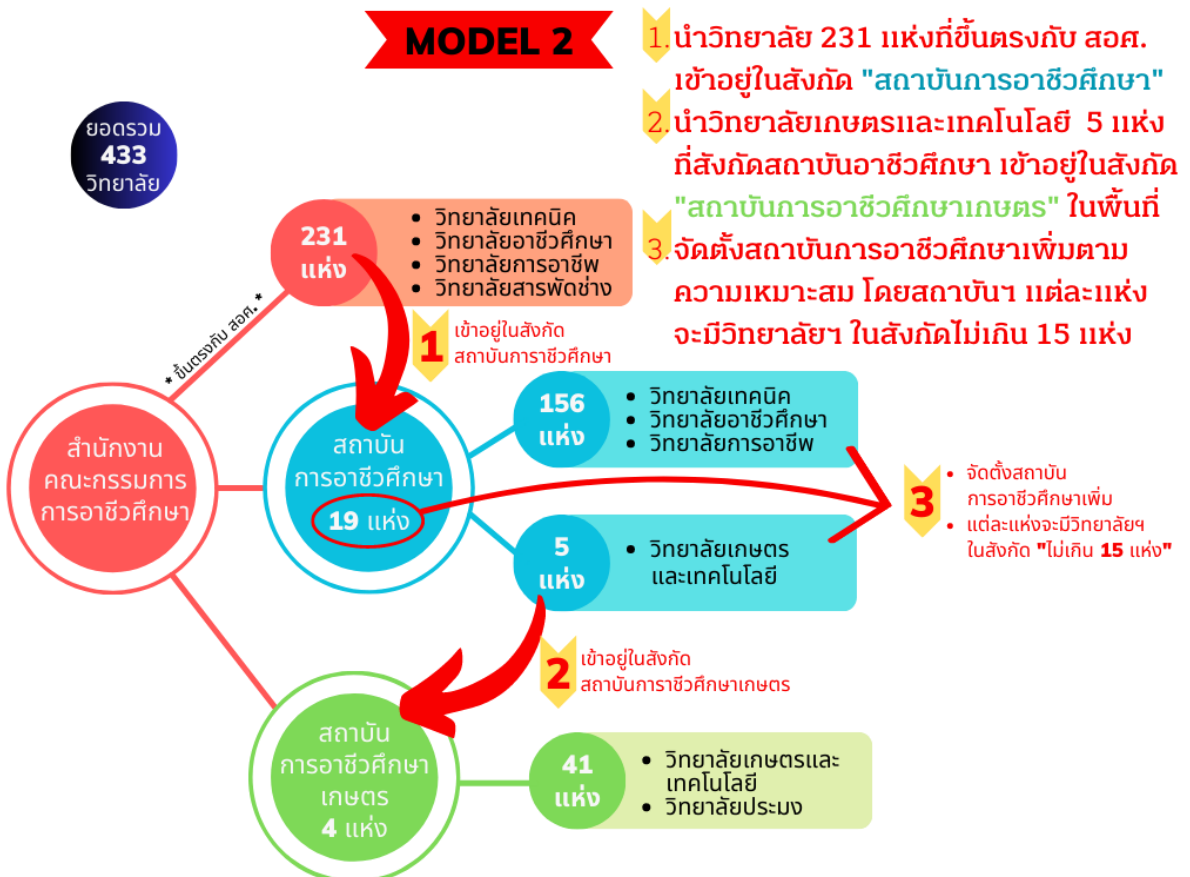 MODEL 2
1. นำวิทยาลัย 231 แห่งที่ขึ้นตรงกับ สอศ.
เข้าอยู่ในสังกัด "สถาบันการอาชีวศึกษา"
2. นำวิทยาลัยเกษตรและเทคโนโลยี 5 แห่ง
ที่สังกัดสถาบันอาชีวศึกษา เข้าอยู่ในสังกัด
"สถาบันการอาชีวศึกษาเกษตร" ในพื้นที่
3. จัดตั้งสถาบันการอาชีวศึกษาเพิ่มตาม
ความเหมาะสม โดยสถาบันฯ แต่ละแห่ง
จะมีวิทยาลัยฯ ในสังกัดไม่เกิน 15 แห่ง
ยอดรวม
433
วิทยาลัย
231
แห่ง
• วิทยาลัยเทคนิค
• วิทยาลัยอาชีวศึกษา
• วิทยาลัยการอาชีพ
• วิทยาลัยสารพัดช่าง
* ขึ้นตรงกับ สอศ. *
1
เข้าอยู่ในสังกัด
สถาบันการาชีวศึกษา
สำนักงาน
คณะกรรมการ
การอาชีวศึกษา
สถาบัน
การอาชีวศึกษา
19 แห่ง
156
แห่ง
• วิทยาลัยเทคนิค
• วิทยาลัยอาชีวศึกษา
• วิทยาลัยการอาชีพ
5
แห่ง
• วิทยาลัยเกษตร
และเทคโนโลยี
3
• จัดตั้งสถาบัน
การอาชีวศึกษาเพิ่ม
• แต่ละแห่งจะมีวิทยาลัยฯ
ในสังกัด "ไม่เกิน 15 แห่ง"
2
เข้าอยู่ในสังกัด
สถาบันการาชีวศึกษาเกษตร
สถาบัน
การอาชีวศึกษา
เกษตร
4 แห่ง
41
แห่ง
• วิทยาลัยเกษตรและ
เทคโนโลยี
• วิทยาลัยประมง